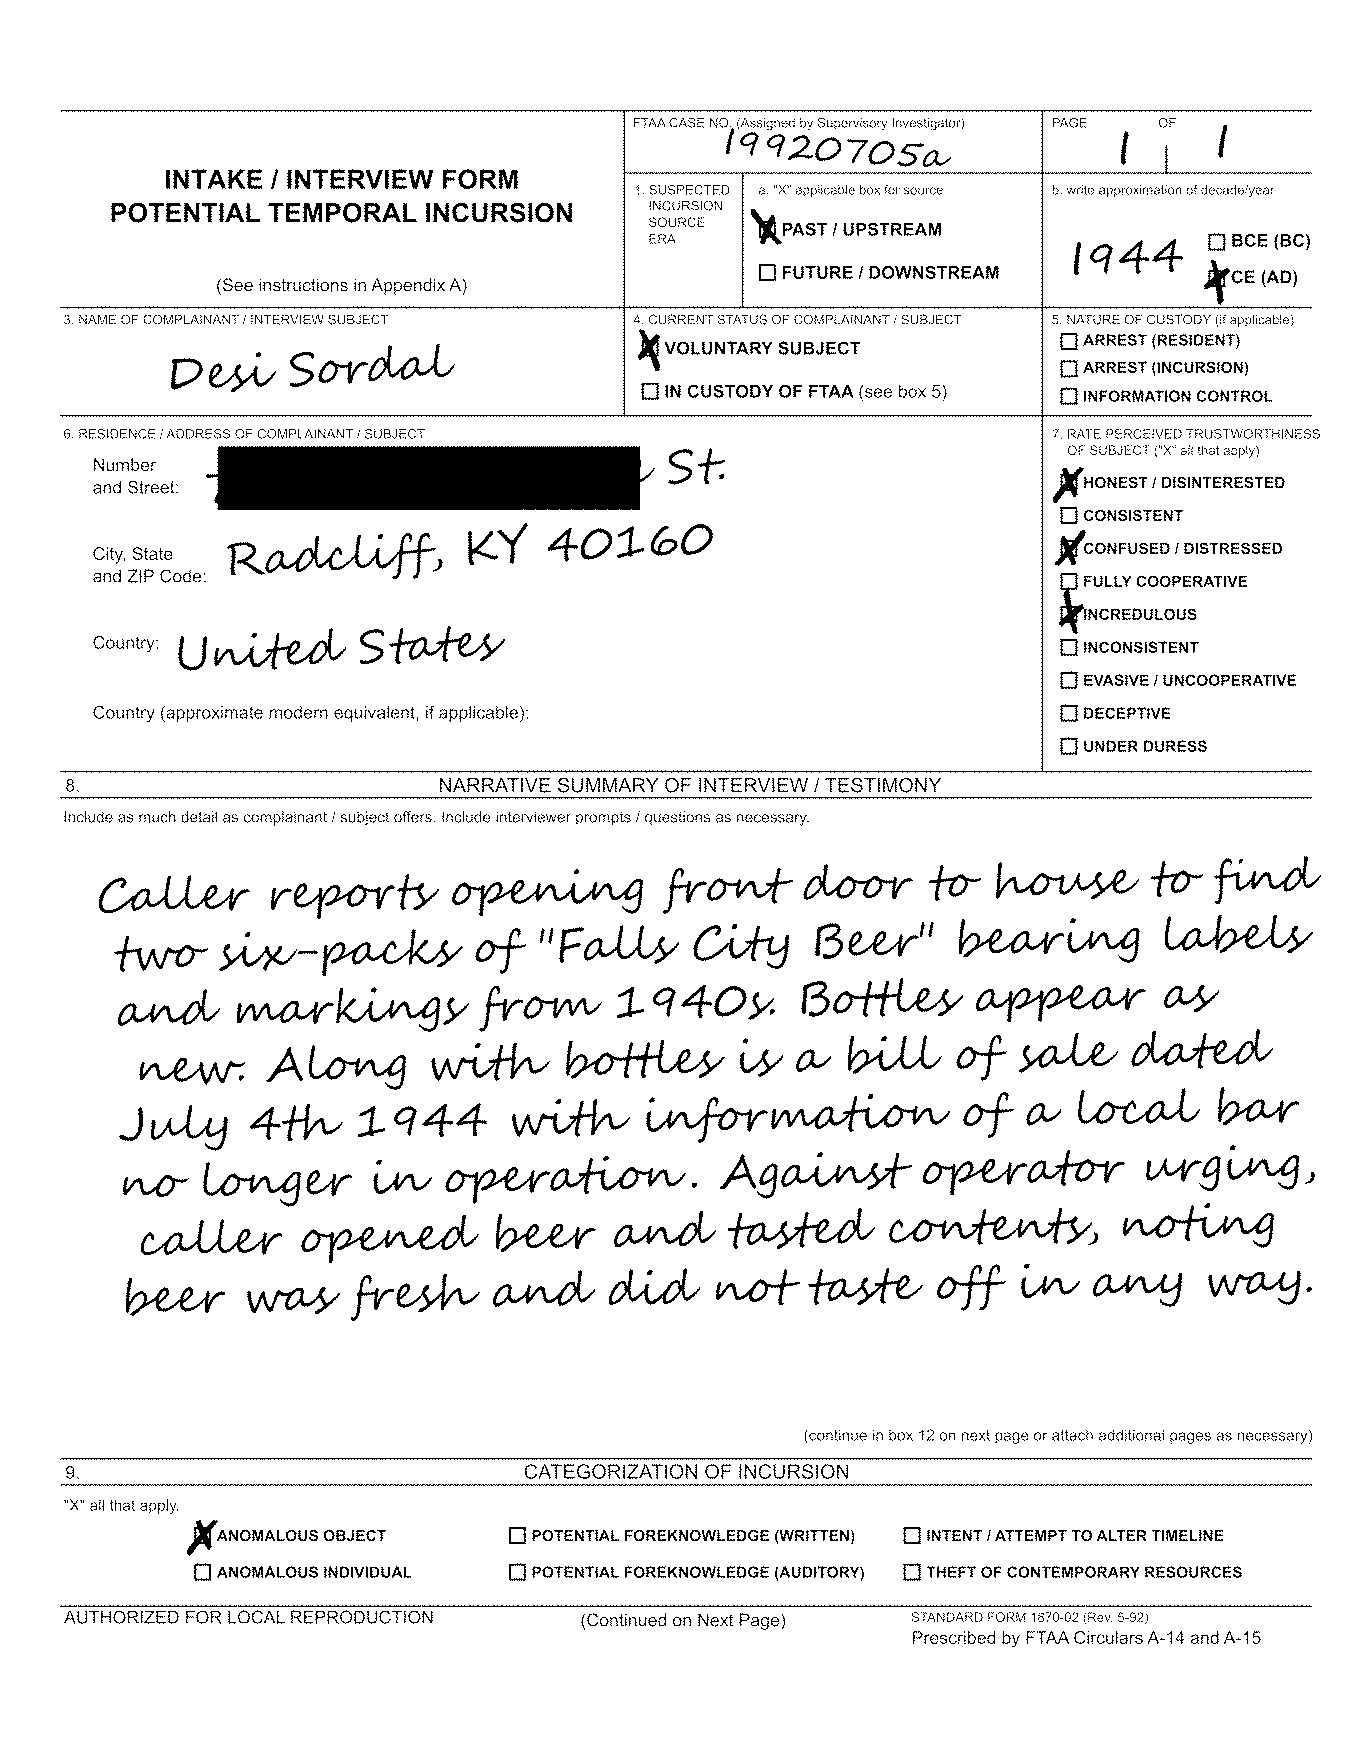 INTAKE / INTERVIEW FORM
POTENTIAL TEMPORAL INCURSION
(See instructions in Appendix A)
FTAA CASE NO. (Assigned by Supervisory Investigator)
19920705a
PAGE OF
1 1
1. SUSPECTED
INCURSION
SOURCE
ERA
a. "X" applicable box for source
PAST / UPSTREAM
FUTURE / DOWNSTREAM
b. write approximation of decade/year
1944
BCE (BC)
CE (AD)
3. NAME OF COMPLAINANT / INTERVIEW SUBJECT
Desi Sordal
4. CURRENT STATUS OF COMPLAINANT / SUBJECT
VOLUNTARY SUBJECT
IN CUSTODY OF FTAA (see box 5)
5. NATURE OF CUSTODY (if applicable)
ARREST (RESIDENT)
ARREST (INCURSION)
INFORMATION CONTROL
6. RESIDENCE / ADDRESS OF COMPLAINANT / SUBJECT
Number
and Street:
St.
City, State
and ZIP Code:
Radcliff, KY 40160
Country:
United States
Country (approximate modern equivalent, if applicable):
7. RATE PERCEIVED TRUSTWORTHINESS
OF SUBJECT ("X" all that apply)
HONEST / DISINTERESTED
CONSISTENT
CONFUSED / DISTRESSED
FULLY COOPERATIVE
INCREDULOUS
INCONSISTENT
EVASIVE / UNCOOPERATIVE
DECEPTIVE
UNDER DURESS
8. NARRATIVE SUMMARY OF INTERVIEW / TESTIMONY
Include as much detail as complainant / subject offers. Include interviewer prompts / questions as necessary.
Caller reports opening front door to house to find
two six-packs of "Falls City Beer" bearing labels
and markings from 1940s. Bottles appear as
new. Along with bottles is a bill of sale dated
July 4th 1944 with information of a local bar
no longer in operation. Against operator urging,
caller opened beer and tasted contents, noting
beer was fresh and did not taste off in any way.
(continue in box 12 on next page or attach additional pages as necessary)
9. CATEGORIZATION OF INCURSION
"X" all that apply.
ANOMALOUS OBJECT
POTENTIAL FOREKNOWLEDGE (WRITTEN)
INTENT / ATTEMPT TO ALTER TIMELINE
ANOMALOUS INDIVIDUAL
POTENTIAL FOREKNOWLEDGE (AUDITORY)
THEFT OF CONTEMPORARY RESOURCES
AUTHORIZED FOR LOCAL REPRODUCTION
(Continued on Next Page)
STANDARD FORM 1870-02 (Rev. 5-92)
Prescribed by FTAA Circulars A-14 and A-15